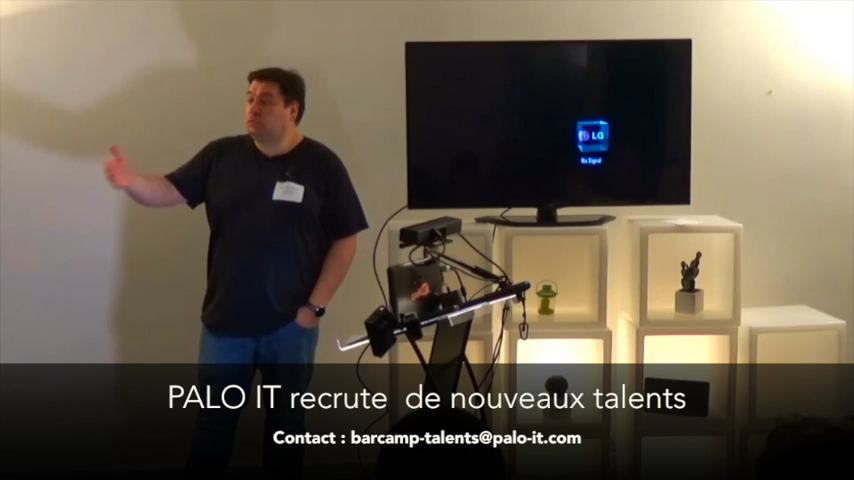 LG
No Signal
PALO IT recrute de nouveaux talents
Contact : barcamp-talents@palo-it.com